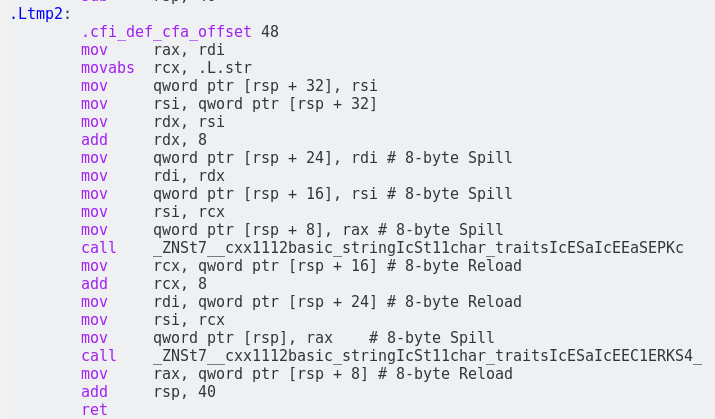 .Ltmp2:
.cfi_def_cfa_offset 48
mov rax, rdi
movabs rcx, .L.str
mov qword ptr [rsp + 32], rsi
mov rsi, qword ptr [rsp + 32]
mov rdx, rsi
add rdx, 8
mov qword ptr [rsp + 24], rdi # 8-byte Spill
mov rdi, rdx
mov qword ptr [rsp + 16], rsi # 8-byte Spill
mov rsi, rcx
mov qword ptr [rsp + 8], rax # 8-byte Spill
call _ZNSt7__cxx1112basic_stringIcSt11char_traitsIcESaIcEEaSEPKc
mov rcx, qword ptr [rsp + 16] # 8-byte Reload
add rcx, 8
mov rdi, qword ptr [rsp + 24] # 8-byte Reload
mov rsi, rcx
mov qword ptr [rsp], rax # 8-byte Spill
call _ZNSt7__cxx1112basic_stringIcSt11char_traitsIcESaIcEEC1ERKS4_
mov rax, qword ptr [rsp + 8] # 8-byte Reload
add rsp, 40
ret